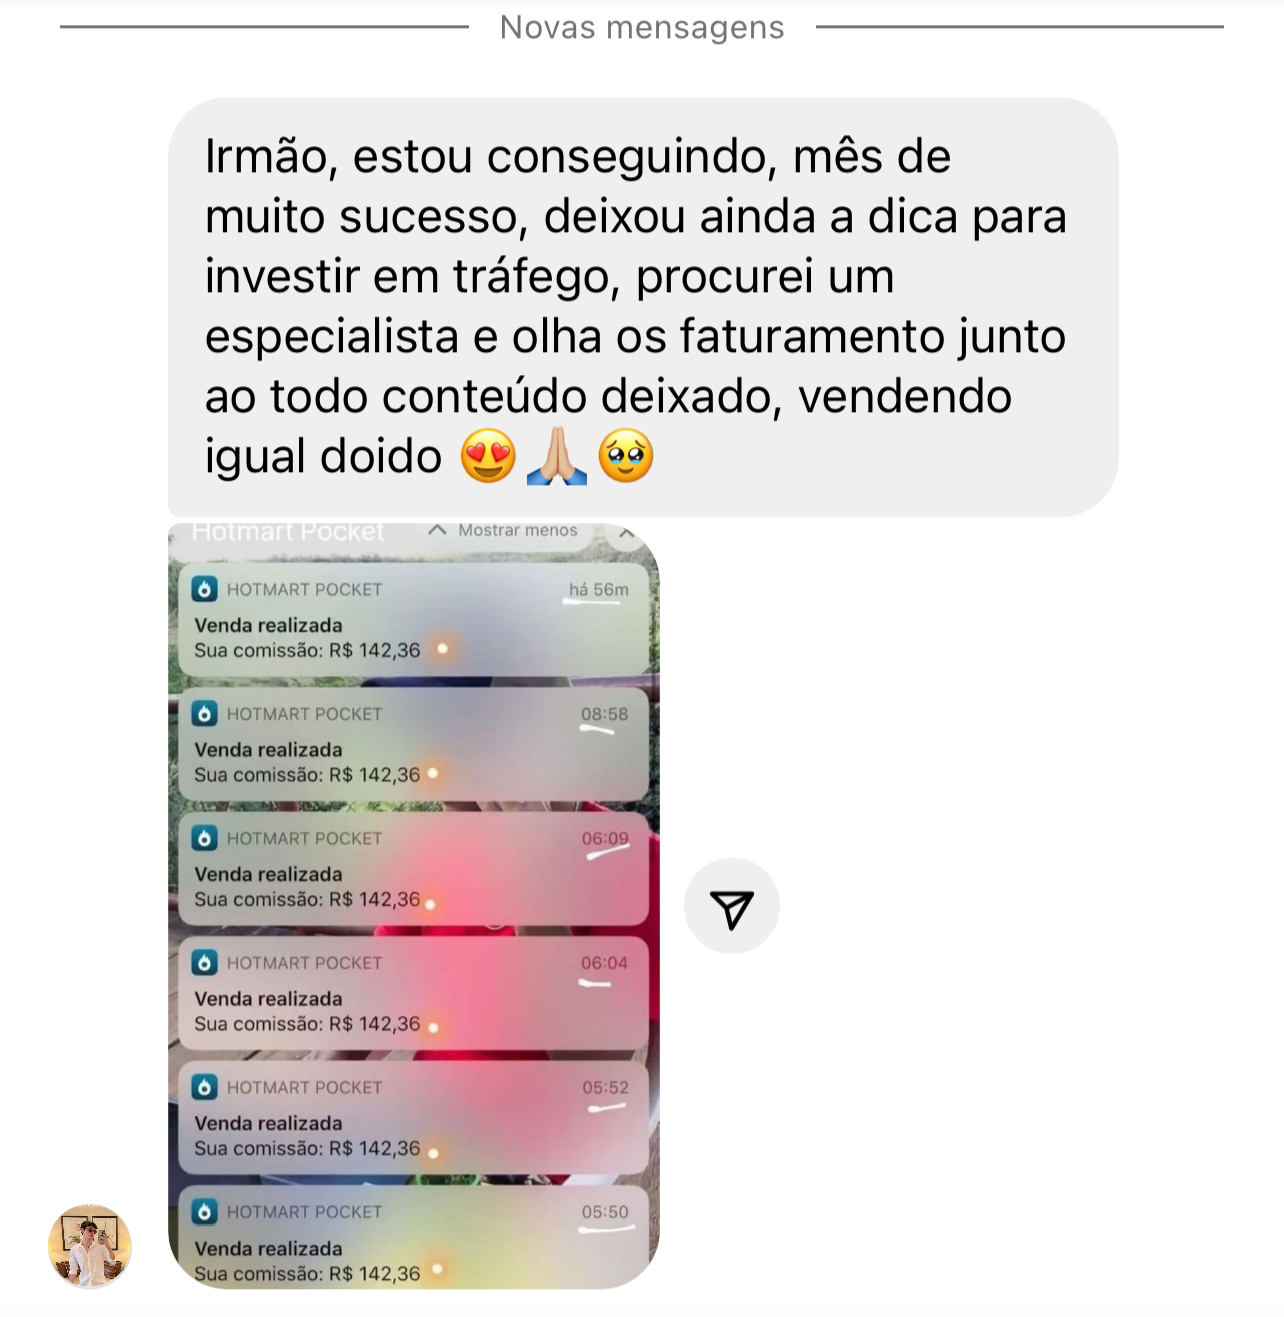 Novas mensagens
Irmão, estou conseguindo, mês de
muito sucesso, deixou ainda a dica para
investir em tráfego, procurei um
especialista e olha os faturamento junto
ao todo conteúdo deixado, vendendo
igual doido 😍🙏🏼🥹
Hotmart Pocket
Mostrar menos
HOTMART POCKET há 56m
Venda realizada
Sua comissão: R$ 142,36
HOTMART POCKET 08:58
Venda realizada
Sua comissão: R$ 142,36
HOTMART POCKET 06:09
Venda realizada
Sua comissão: R$ 142,36
HOTMART POCKET 06:04
Venda realizada
Sua comissão: R$ 142,36
HOTMART POCKET 05:52
Venda realizada
Sua comissão: R$ 142,36
HOTMART POCKET 05:50
Venda realizada
Sua comissão: R$ 142,36